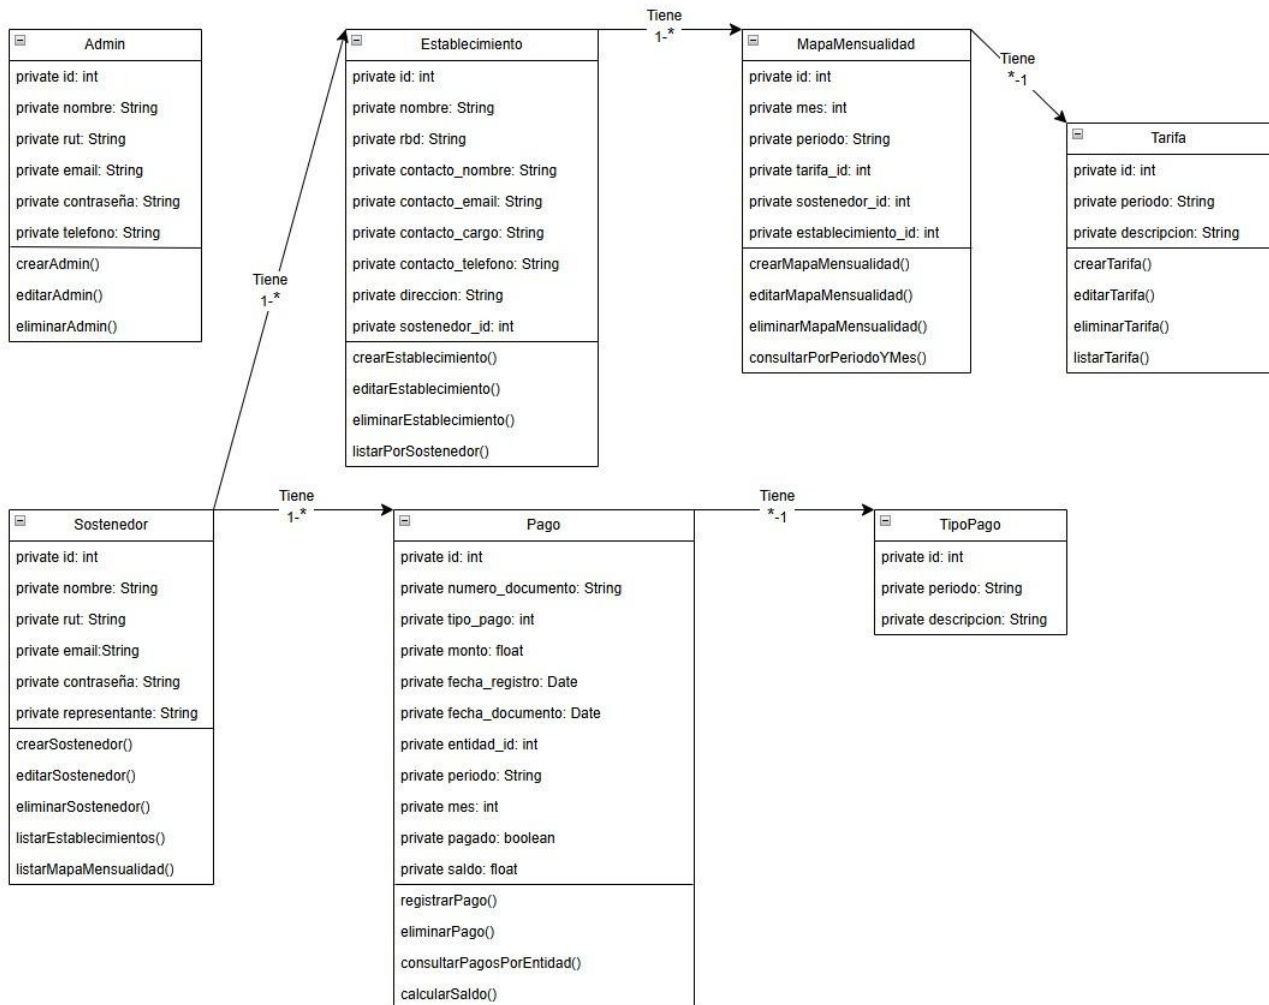 Admin
private id: int
private nombre: String
private rut: String
private email: String
private contraseña: String
private telefono: String
crearAdmin()
editarAdmin()
eliminarAdmin()
Tiene
1-*
Establecimiento
private id: int
private nombre: String
private rbd: String
private contacto_nombre: String
private contacto_email: String
private contacto_cargo: String
private contacto_telefono: String
private direccion: String
private sostenedor_id: int
crearEstablecimiento()
editarEstablecimiento()
eliminarEstablecimiento()
listarPorSostenedor()
Tiene
1-*
MapaMensualidad
private id: int
private mes: int
private periodo: String
private tarifa_id: int
private sostenedor_id: int
private establecimiento_id: int
crearMapaMensualidad()
editarMapaMensualidad()
eliminarMapaMensualidad()
consultarPorPeriodoYMes()
Tiene
*-1
Tarifa
private id: int
private periodo: String
private descripcion: String
crearTarifa()
editarTarifa()
eliminarTarifa()
listarTarifa()
Sostenedor
private id: int
private nombre: String
private rut: String
private email:String
private contraseña: String
private representante: String
crearSostenedor()
editarSostenedor()
eliminarSostenedor()
listarEstablecimientos()
listarMapaMensualidad()
Tiene
1-*
Pago
private id: int
private numero_documento: String
private tipo_pago: int
private monto: float
private fecha_registro: Date
private fecha_documento: Date
private entidad_id: int
private periodo: String
private mes: int
private pagado: boolean
private saldo: float
registrarPago()
eliminarPago()
consultarPagosPorEntidad()
calcularSaldo()
Tiene
*-1
TipoPago
private id: int
private periodo: String
private descripcion: String